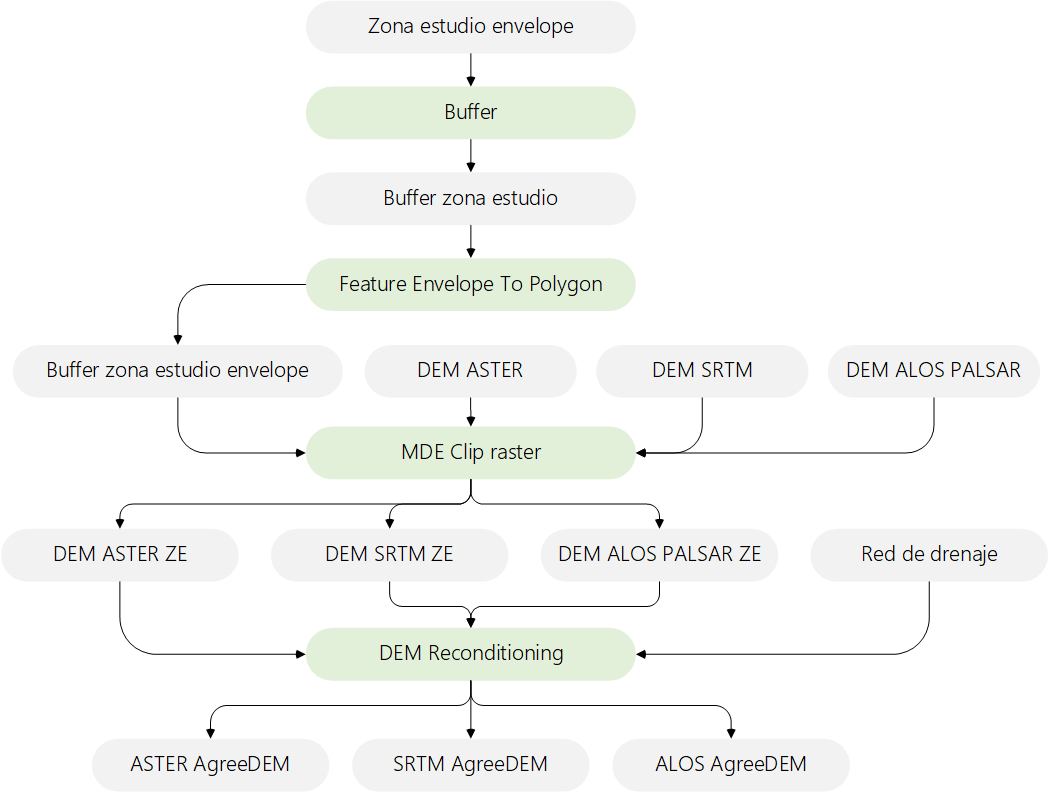 Zona estudio envelope
Buffer
Buffer zona estudio
Feature Envelope To Polygon
Buffer zona estudio envelope
DEM ASTER
DEM SRTM
DEM ALOS PALSAR
MDE Clip raster
DEM ASTER ZE
DEM SRTM ZE
DEM ALOS PALSAR ZE
Red de drenaje
DEM Reconditioning
ASTER AgreeDEM
SRTM AgreeDEM
ALOS AgreeDEM